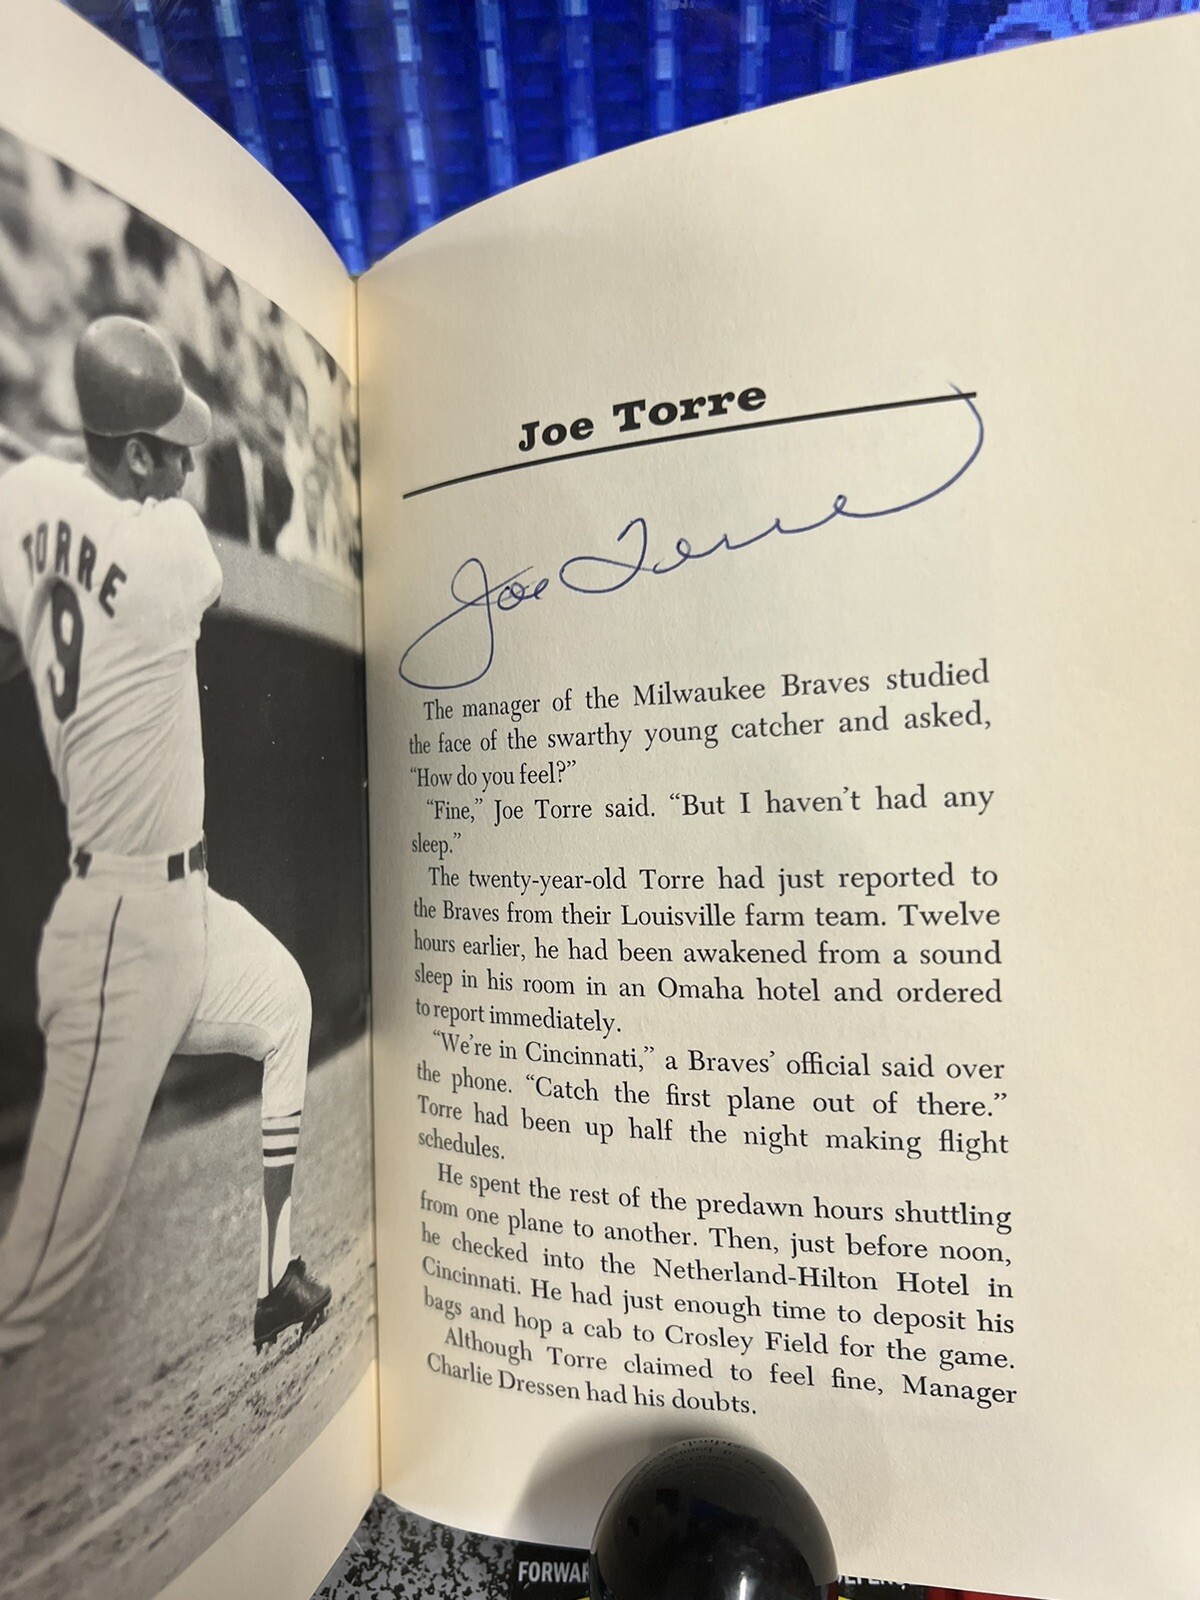 TORRE
9
Joe Torre
Joe Torre
The manager of the Milwaukee Braves studied
the face of the swarthy young catcher and asked,
“How do you feel?”
“Fine,” Joe Torre said. “But I haven’t had any
sleep.”
The twenty-year-old Torre had just reported to
the Braves from their Louisville farm team. Twelve
hours earlier, he had been awakened from a sound
sleep in his room in an Omaha hotel and ordered
to report immediately.
“We’re in Cincinnati,” a Braves’ official said over
the phone. “Catch the first plane out of there.”
Torre had been up half the night making flight
schedules.
He spent the rest of the predawn hours shuttling
from one plane to another. Then, just before noon,
he checked into the Netherland-Hilton Hotel in
Cincinnati. He had just enough time to deposit his
bags and hop a cab to Crosley Field for the game.
Although Torre claimed to feel fine, Manager
Charlie Dressen had his doubts.